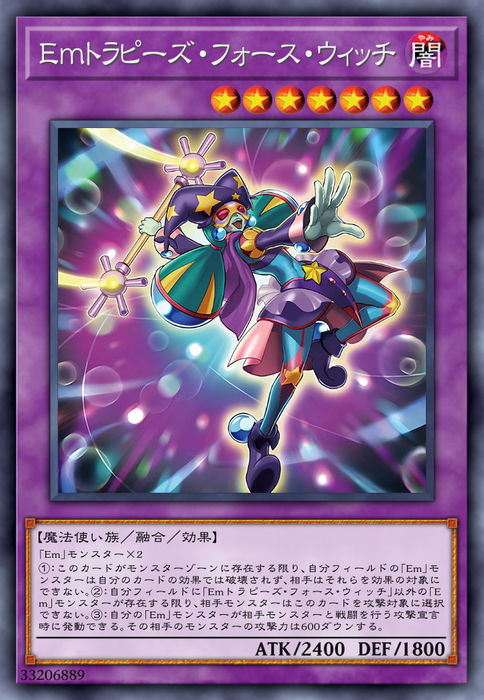 Emトラピーズ・フォース・ウィッチ
やみ
闇
【魔法使い族/融合/効果】
「Em」モンスター×2
①:このカードがモンスターゾーンに存在する限り、自分フィールドの「Em」モ
ンスターは自分のカードの効果では破壊されず、相手はそれらを効果の対象に
できない。②:自分フィールドに「Emトラピーズ・フォース・ウィッチ」以外の「E
m」モンスターが存在する限り、相手モンスターはこのカードを攻撃対象に選択
できない。③:自分の「Em」モンスターが相手モンスターと戦闘を行う攻撃宣言
時に発動できる。その相手のモンスターの攻撃力は600ダウンする。
ATK/2400 DEF/1800
33206889